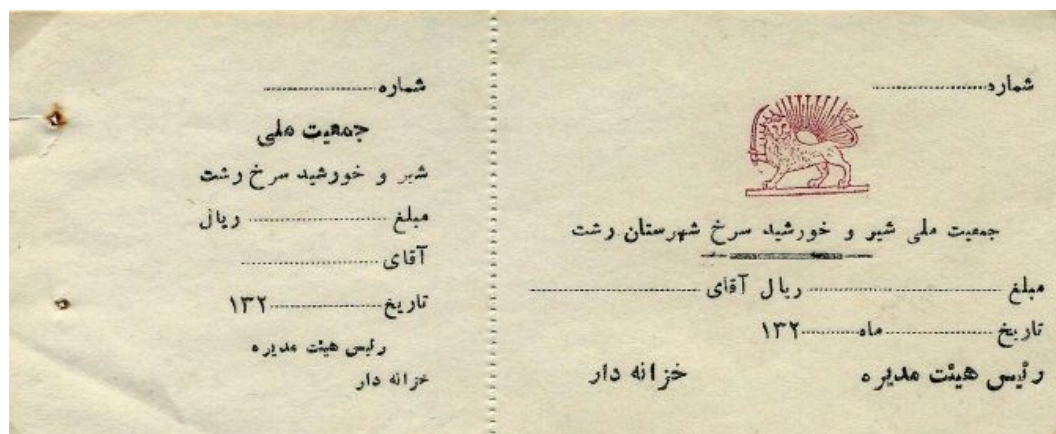 شماره................
جمعیت ملی شیر و خورشید سرخ شهرستان رشت
مبلغ ................ ریال آقای ................
تاریخ ................ ماه ............ ۱۳۲
رئیس هیئت مدیره خزانه دار
شماره................
جمعیت ملی
شیر و خورشید سرخ رشت
مبلغ ................ ریال
آقای ................
تاریخ ................ ۱۳۲
رئیس هیئت مدیره
خزانه دار